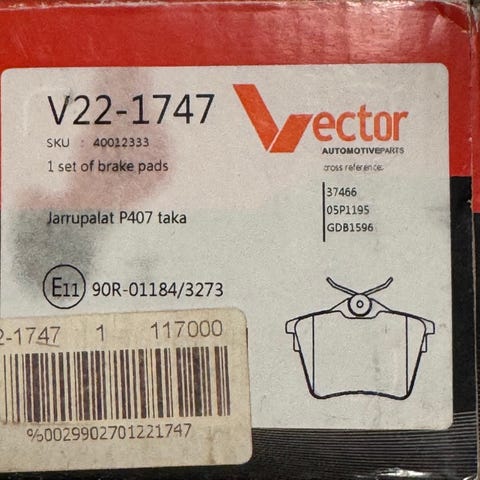 V22-1747
SKU : 40012333
1 set of brake pads
Jarrupalat P407 taka
E11 90R-01184/3273
Vector
AUTOMOTIVEPARTS
cross reference:
37466
05P1195
GDB1596
2-1747 1 117000
%0029902701221747